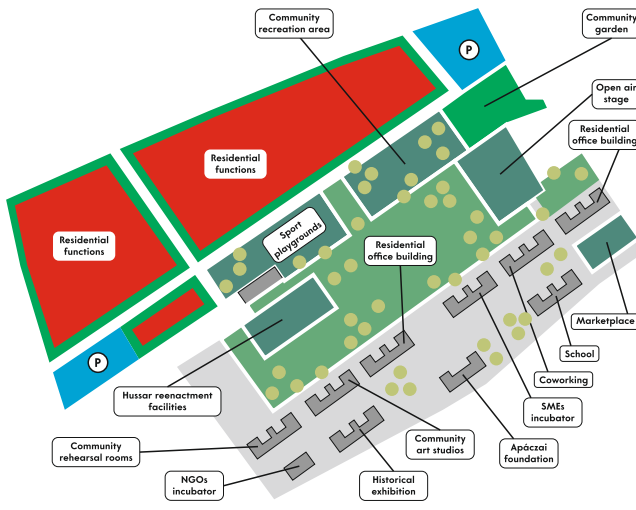 Community
recreation area
Community
garden
P
Open air
stage
Residential
office building
Residential
functions
Residential
functions
Sport
playgrounds
Residential
office building
Marketplace
School
P
Coworking
Hussar reenactment
facilities
SMEs
incubator
Community
rehearsal rooms
Community
art studios
Apáczai
foundation
NGOs
incubator
Historical
exhibition